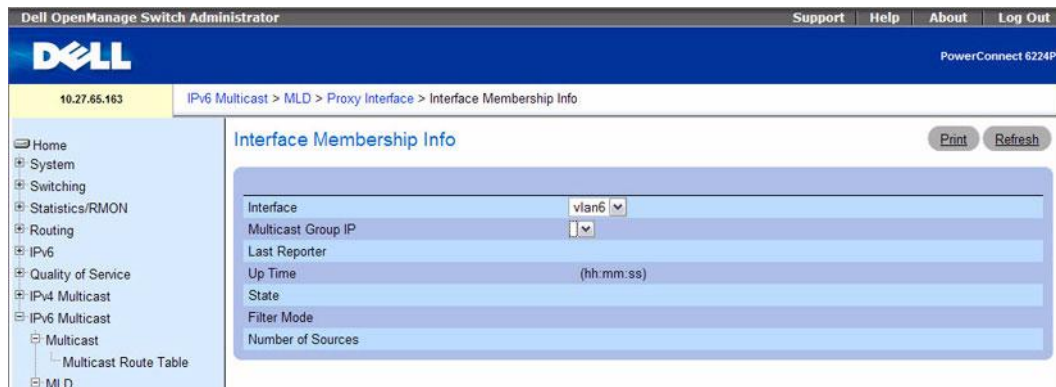 Dell OpenManage Switch Administrator
Support Help About Log Out
DELL
PowerConnect 6224P
10.27.65.163
IPv6 Multicast > MLD > Proxy Interface > Interface Membership Info
Home
System
Switching
Statistics/RMON
Routing
IPv6
Quality of Service
IPv4 Multicast
IPv6 Multicast
Multicast
Multicast Route Table
MLD
Interface Membership Info
Print Refresh
Interface vlan6
Multicast Group IP
Last Reporter
Up Time (hh:mm:ss)
State
Filter Mode
Number of Sources